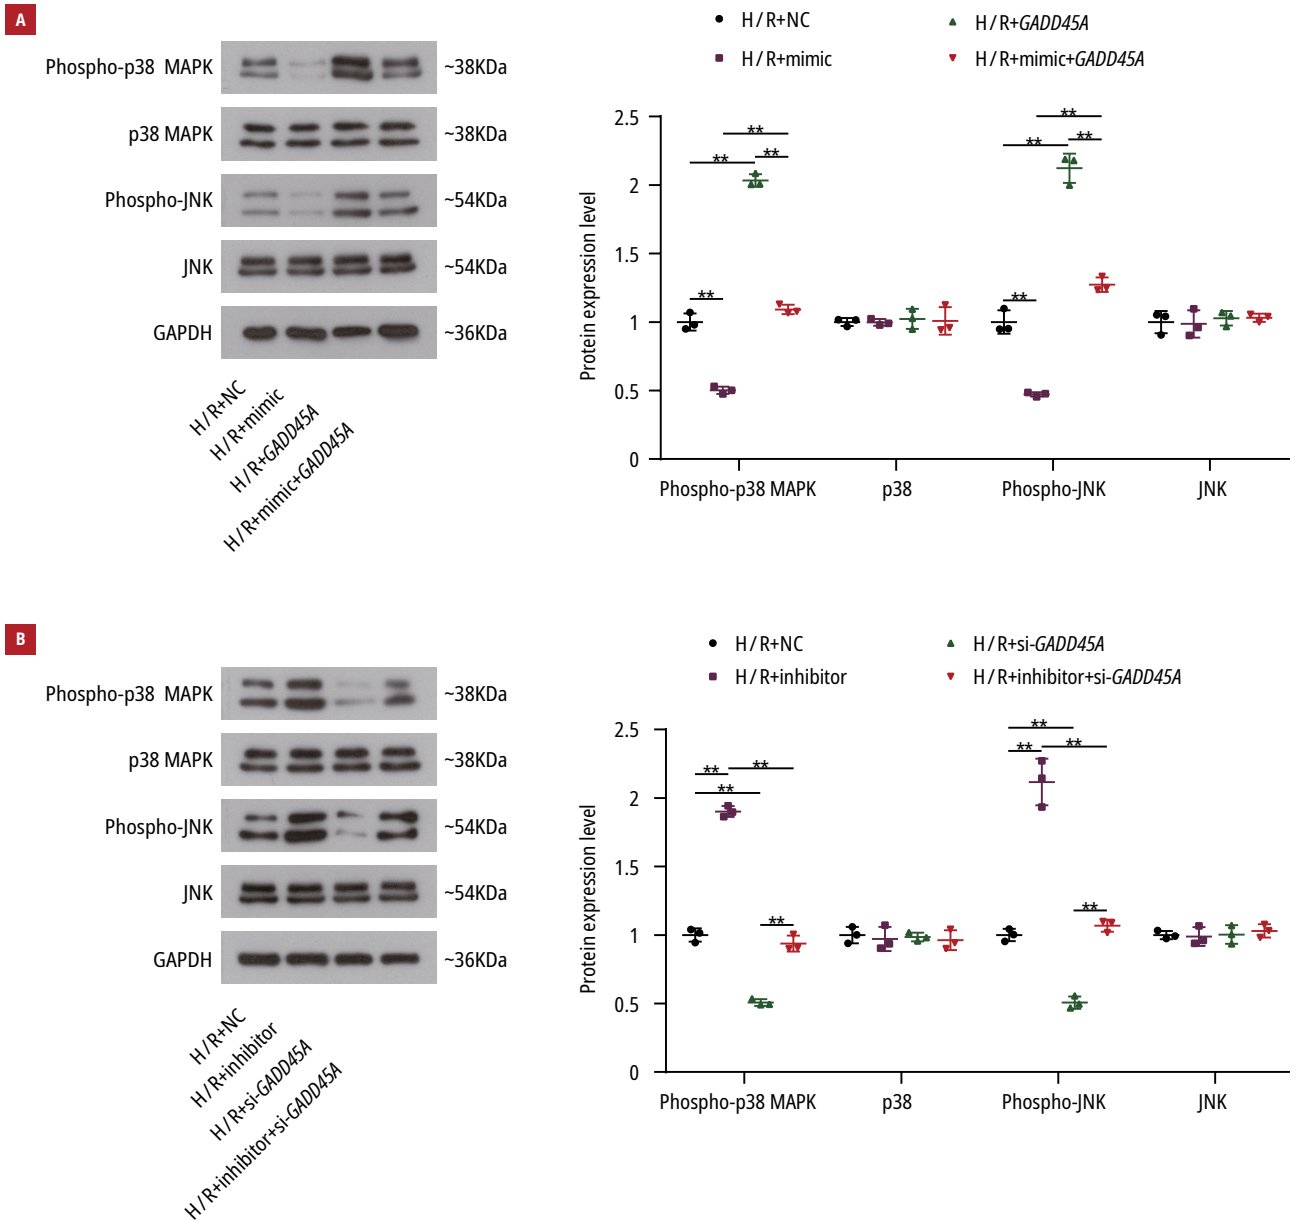 A
Phospho-p38 MAPK
~38KDa
p38 MAPK
~38KDa
Phospho-JNK
~54KDa
JNK
~54KDa
GAPDH
~36KDa
H/R+NC
H/R+mimic
H/R+GADD45A
H/R+mimic+GADD45A
H/R+NC
H/R+GADD45A
H/R+mimic
H/R+mimic+GADD45A
Protein expression level
2.5
2
1.5
1
0.5
0
**
**
**
**
**
**
**
**
Phospho-p38 MAPK
p38
Phospho-JNK
JNK
B
Phospho-p38 MAPK
~38KDa
p38 MAPK
~38KDa
Phospho-JNK
~54KDa
JNK
~54KDa
GAPDH
~36KDa
H/R+NC
H/R+inhibitor
H/R+si-GADD45A
H/R+inhibitor+si-GADD45A
H/R+NC
H/R+si-GADD45A
H/R+inhibitor
H/R+inhibitor+si-GADD45A
Protein expression level
2.5
2
1.5
1
0.5
0
**
**
**
**
**
**
**
**
Phospho-p38 MAPK
p38
Phospho-JNK
JNK